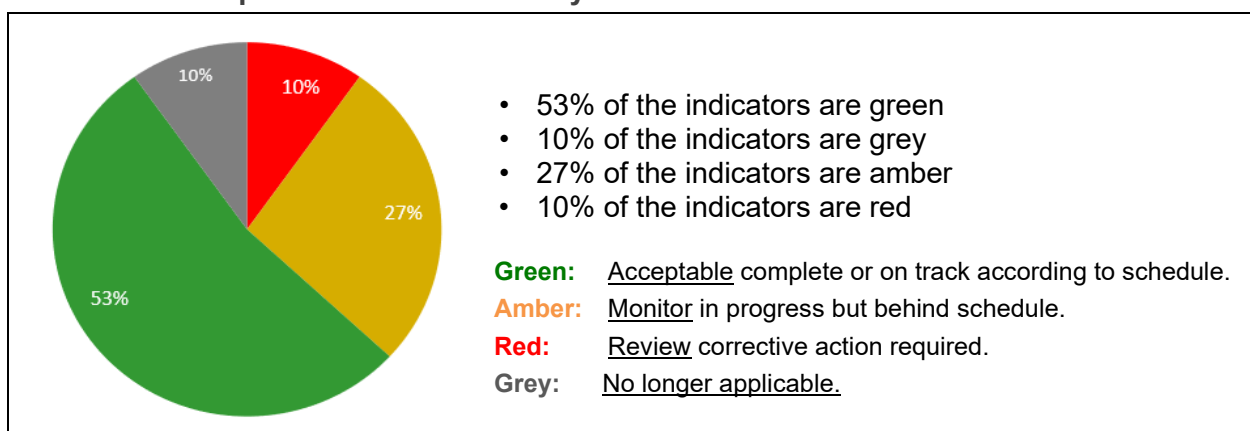 10%
10%
27%
53%
• 53% of the indicators are green
• 10% of the indicators are grey
• 27% of the indicators are amber
• 10% of the indicators are red
Green: Acceptable complete or on track according to schedule.
Amber: Monitor in progress but behind schedule.
Red: Review corrective action required.
Grey: No longer applicable.